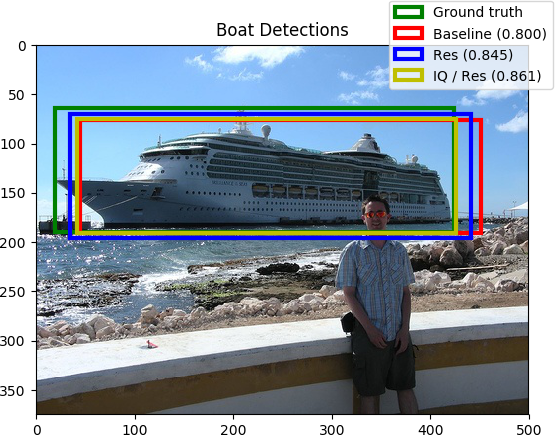 Boat Detections
Ground truth
Baseline (0.800)
Res (0.845)
IQ / Res (0.861)
0
50
100
150
200
250
300
350
0
100
200
300
400
500